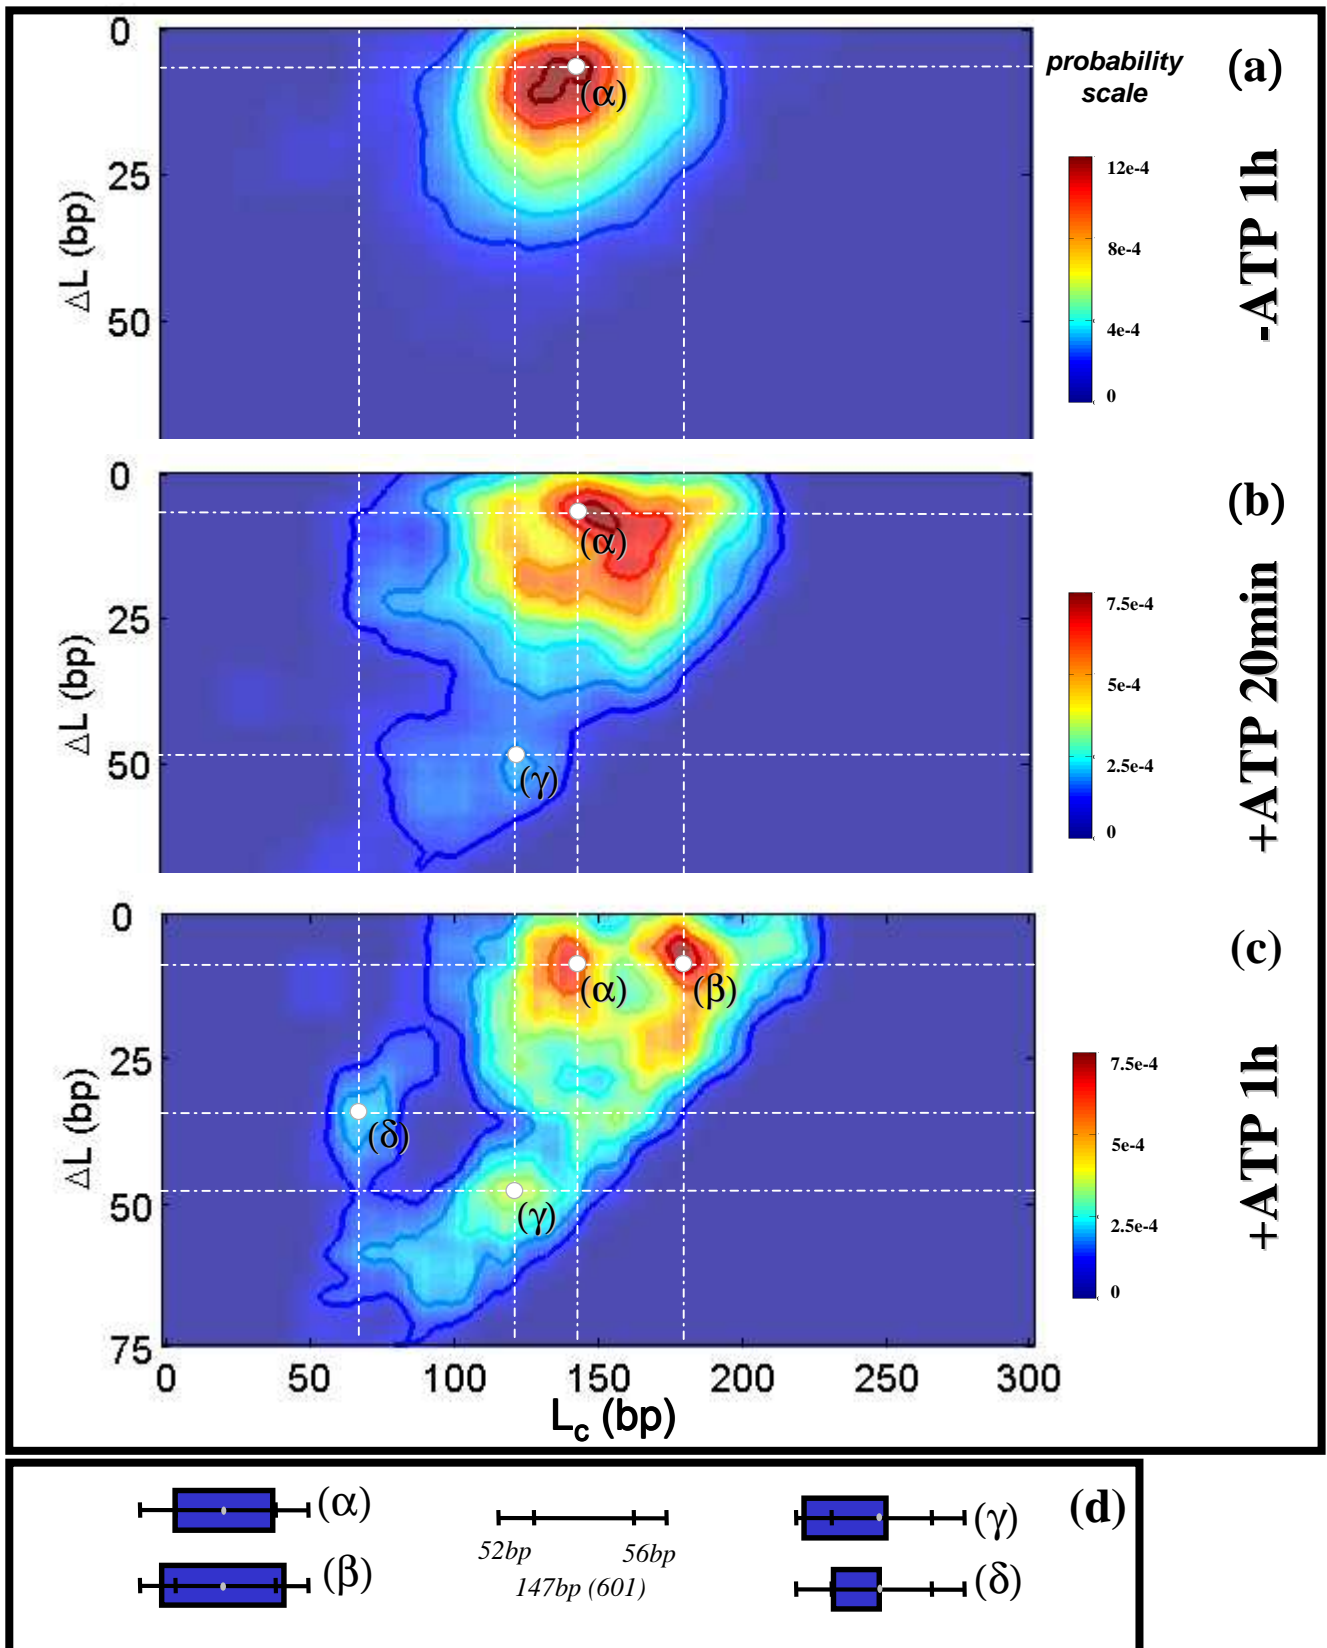 probability
scale
(a)
0
25
50
ΔL (bp)
(α)
12e-4
8e-4
4e-4
0
-ATP 1h
(b)
0
25
50
ΔL (bp)
(α)
(γ)
7.5e-4
5e-4
2.5e-4
0
+ATP 20min
(c)
0
25
50
75
ΔL (bp)
(α)
(β)
(δ)
(γ)
7.5e-4
5e-4
2.5e-4
0
+ATP 1h
0 50 100 150 200 250 300
Lc (bp)
(d)
(α)
(β)
52bp 56bp
147bp (601)
(γ)
(δ)